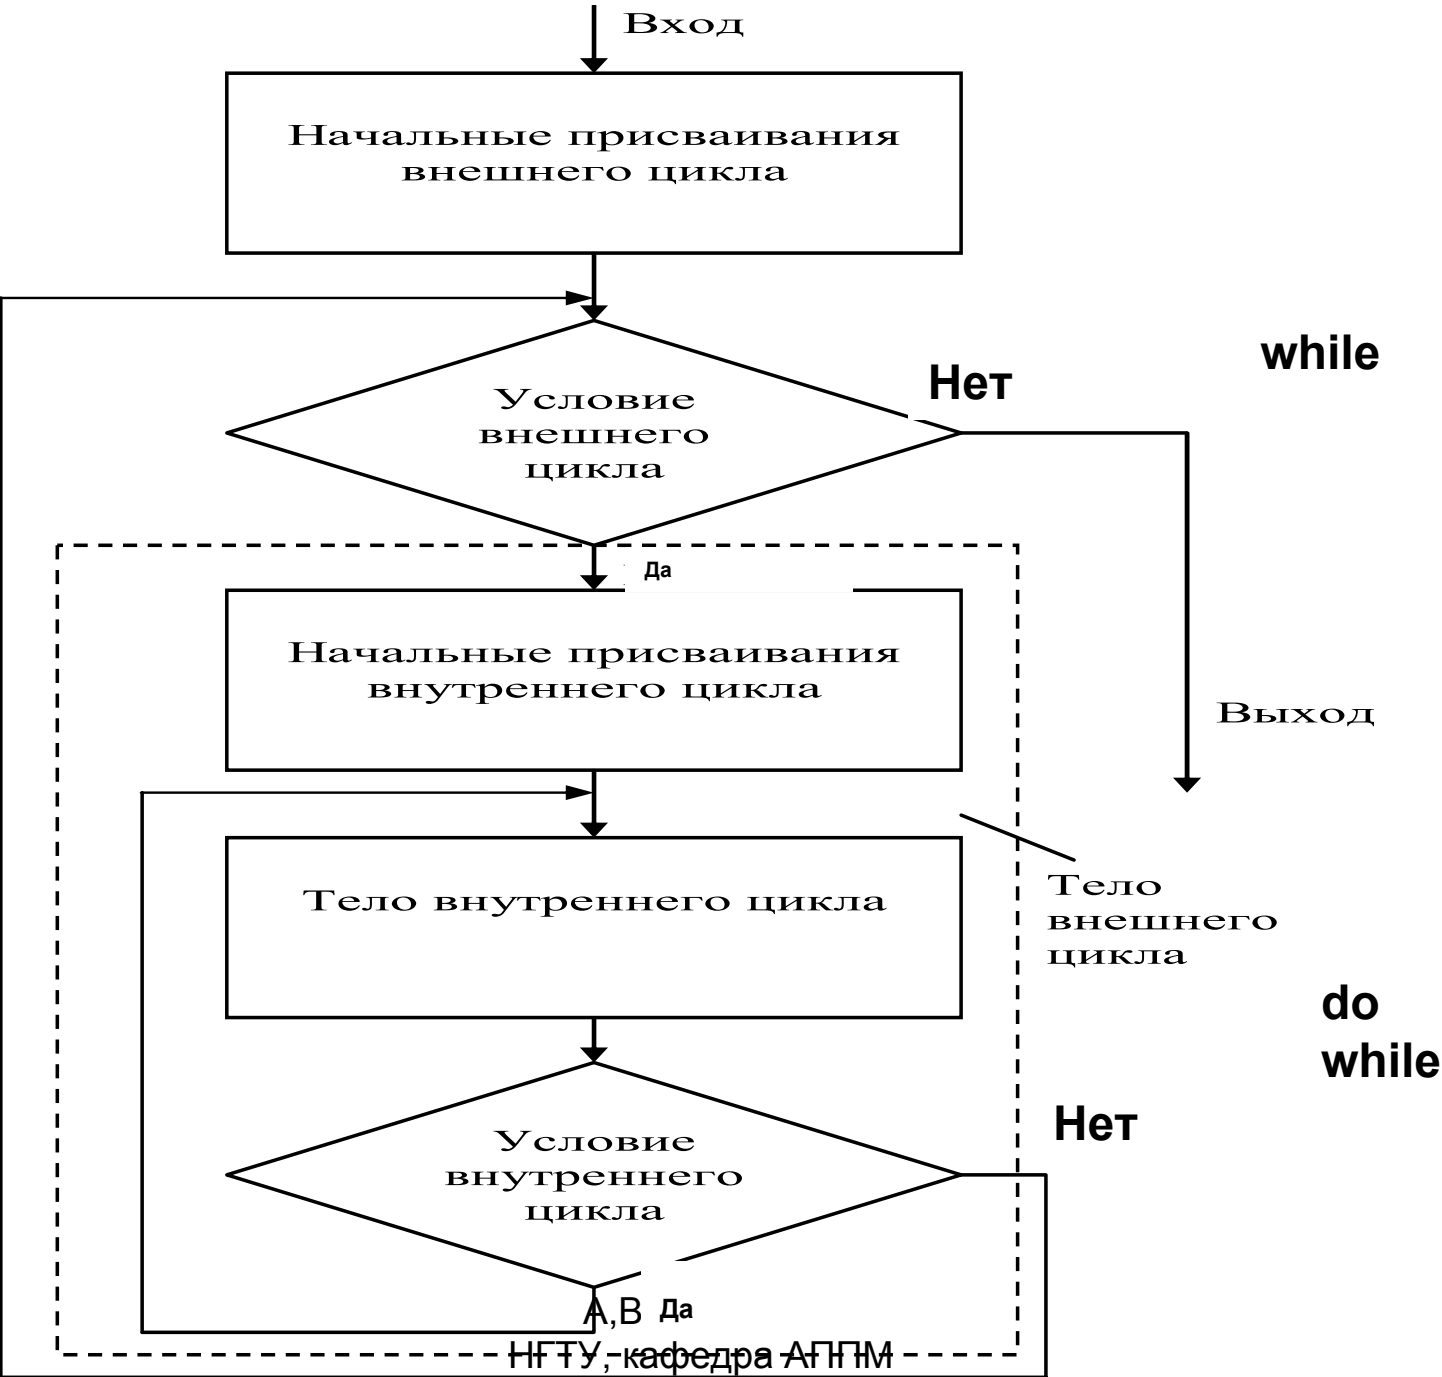 Вход
Начальные присваивания
внешнего цикла
while
Нет
Условие
внешнего
цикла
Да
Начальные присваивания
внутреннего цикла
Выход
Тело внутреннего цикла
Тело
внешнего
цикла
do
while
Нет
Условие
внутреннего
цикла
А,В Да
НГТУ, кафедра АППМ